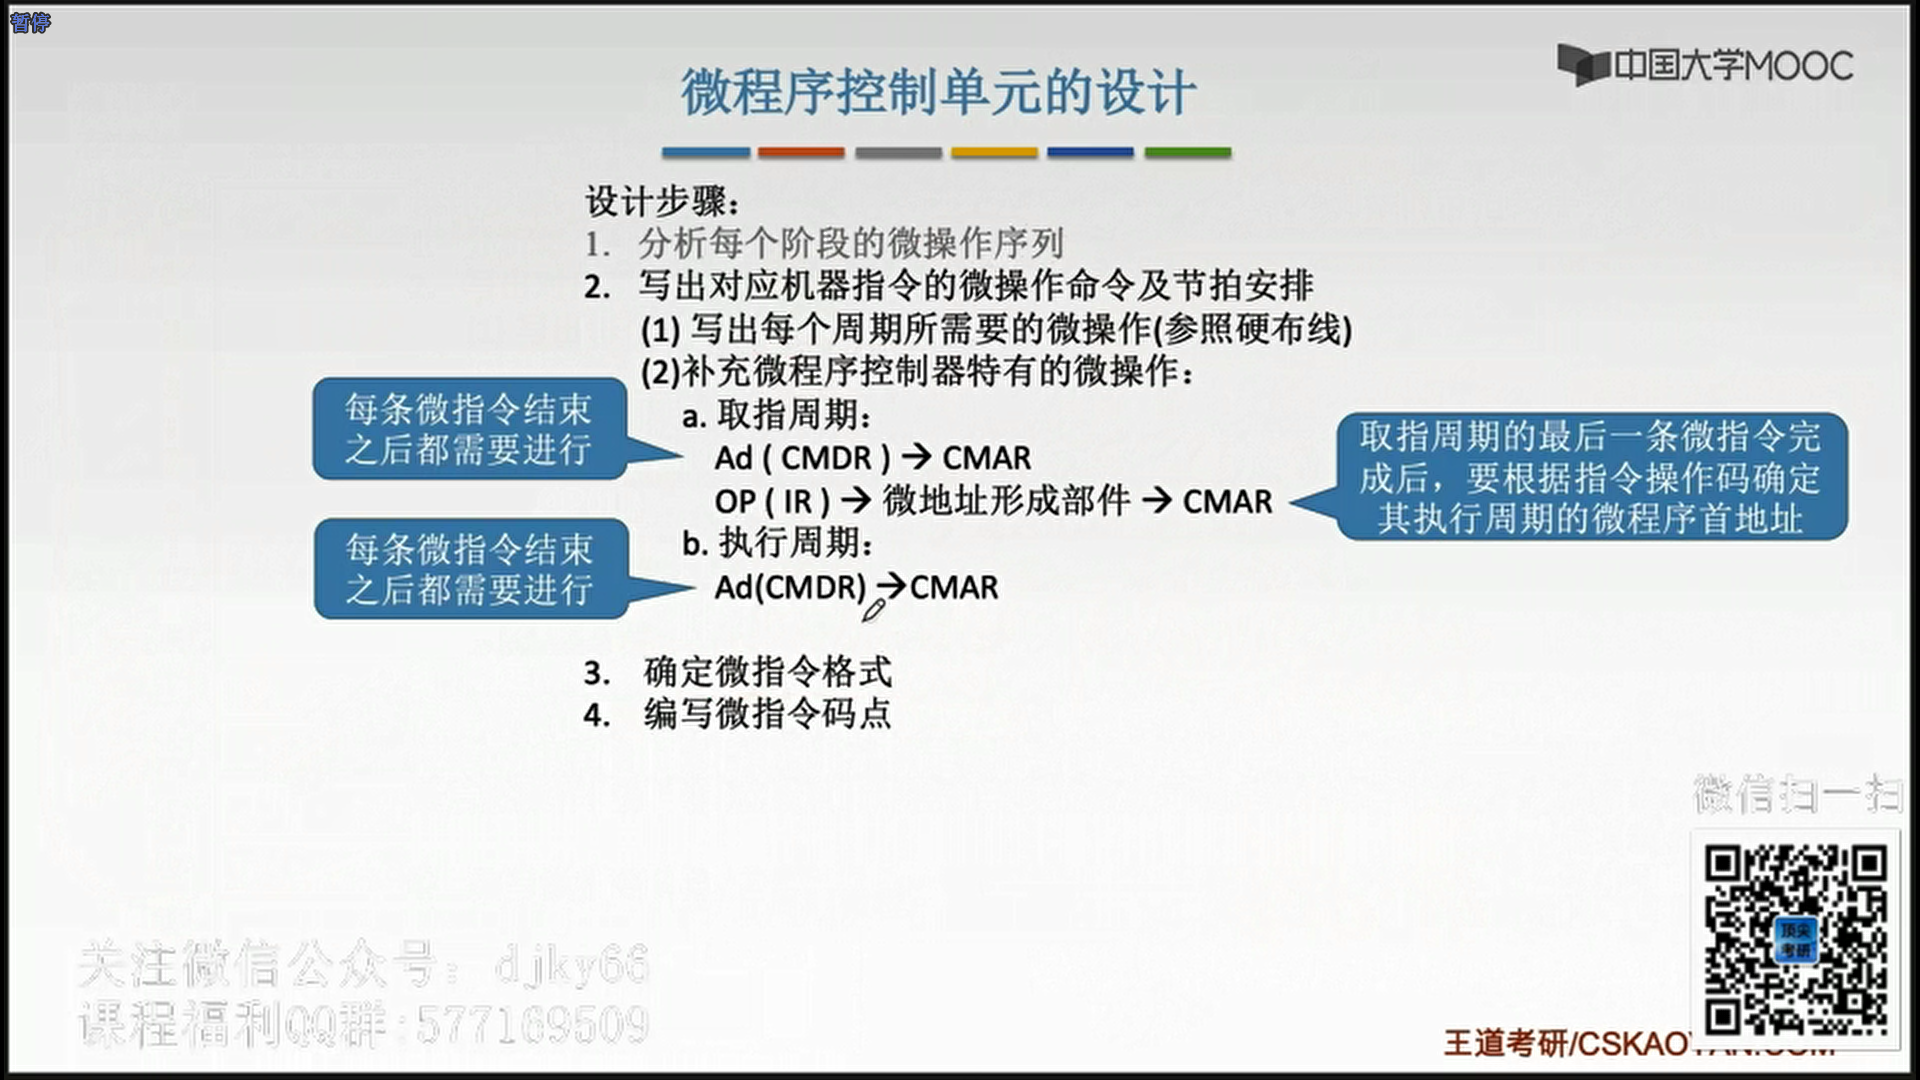 暂停
中国大学MOOC
微程序控制单元的设计
设计步骤：
1. 分析每个阶段的微操作序列
2. 写出对应机器指令的微操作命令及节拍安排
(1) 写出每个周期所需要的微操作(参照硬布线)
(2)补充微程序控制器特有的微操作：
a. 取指周期：
每条微指令结束
之后都需要进行
Ad ( CMDR ) → CMAR
OP ( IR ) → 微地址形成部件 → CMAR
取指周期的最后一条微指令完
成后，要根据指令操作码确定
其执行周期的微程序首地址
b. 执行周期：
每条微指令结束
之后都需要进行
Ad(CMDR) →CMAR
3. 确定微指令格式
4. 编写微指令码点
微信扫一扫
顶尖
考研
关注微信公众号：djky66
课程福利QQ群:577169509
王道考研/CSKAOYAN.COM